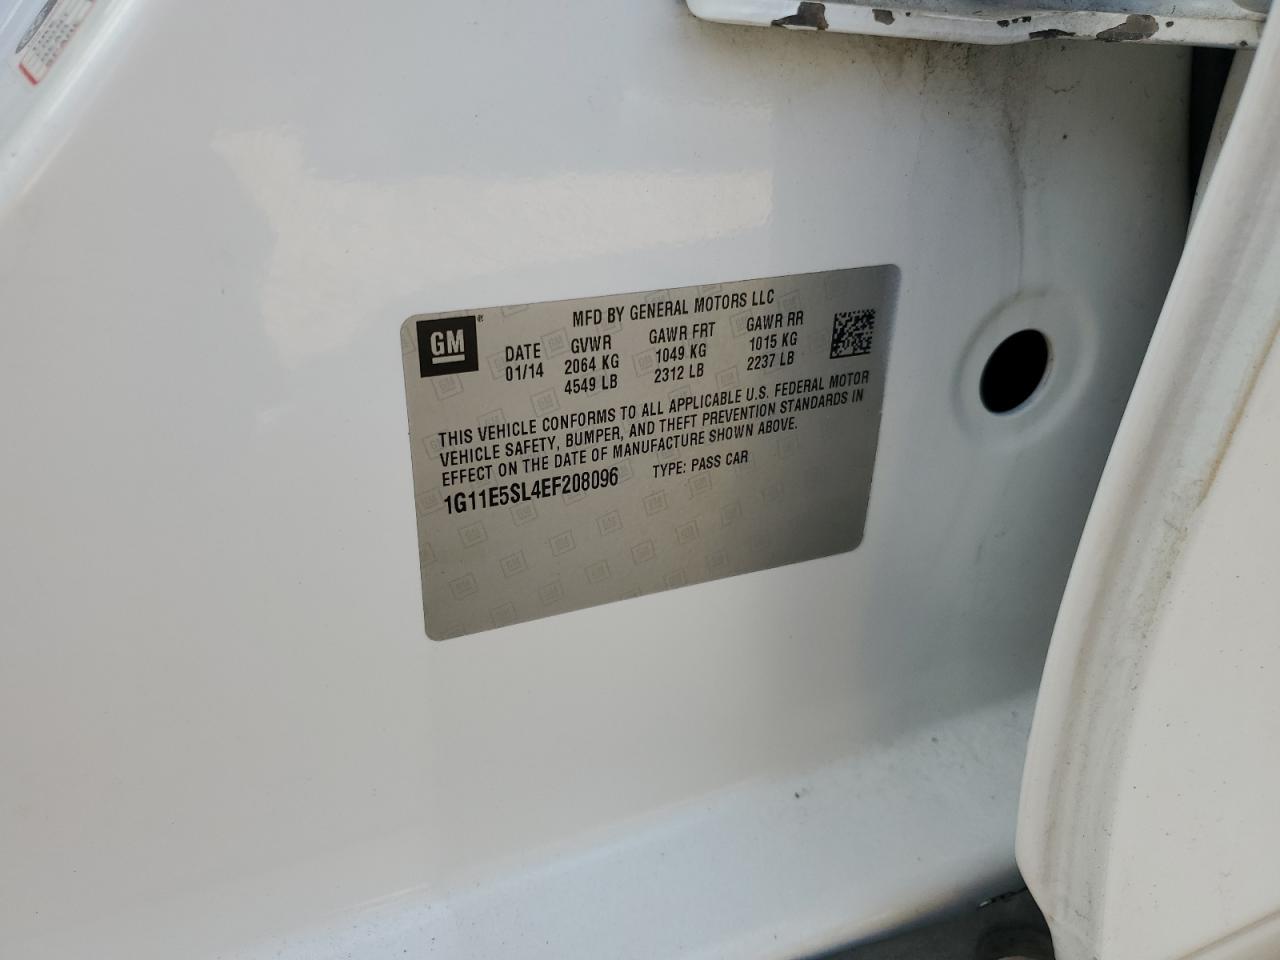 GM
MFD BY GENERAL MOTORS LLC
DATE GVWR GAWR FRT GAWR RR
01/14 2064 KG 1049 KG 1015 KG
4549 LB 2312 LB 2237 LB
THIS VEHICLE CONFORMS TO ALL APPLICABLE U.S. FEDERAL MOTOR
VEHICLE SAFETY, BUMPER, AND THEFT PREVENTION STANDARDS IN
EFFECT ON THE DATE OF MANUFACTURE SHOWN ABOVE.
1G11E5SL4EF208096 TYPE: PASS CAR